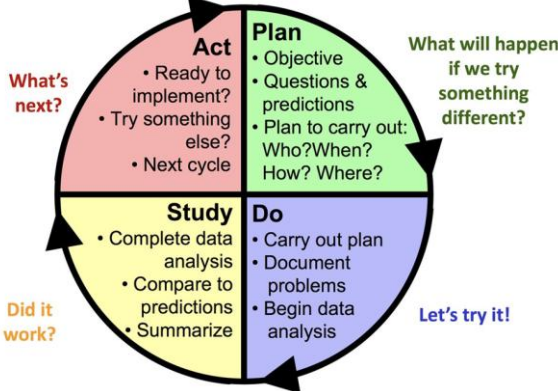 Act
• Ready to
implement?
• Try something
else?
• Next cycle
Plan
• Objective
• Questions &
predictions
• Plan to carry out:
Who?When?
How? Where?
What will happen
if we try
something
different?
What's
next?
Study
• Complete data
analysis
• Compare to
predictions
• Summarize
Do
• Carry out plan
• Document
problems
• Begin data
analysis
Did it
work?
Let's try it!